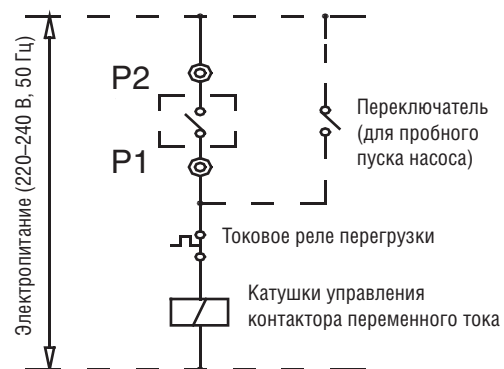 Электропитание (220–240 В, 50 Гц)
P2
P1
Переключатель
(для пробного
пуска насоса)
Токовое реле перегрузки
Катушки управления
контактора переменного тока